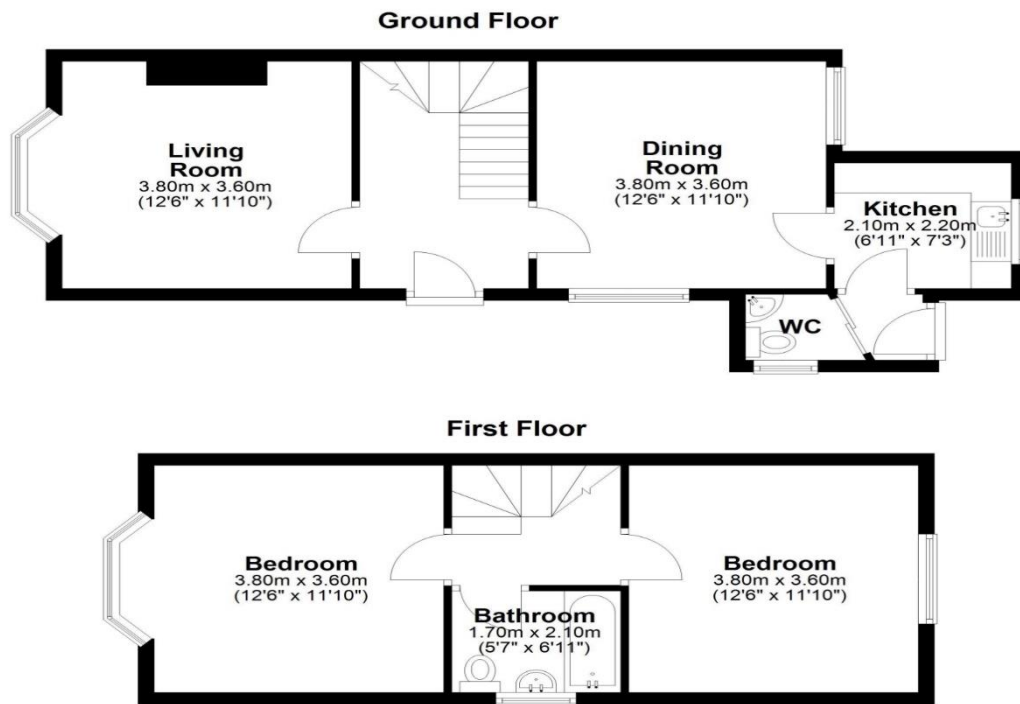 Ground Floor
Living
Room
3.80m x 3.60m
(12'6" x 11'10")
Dining
Room
3.80m x 3.60m
(12'6" x 11'10")
Kitchen
2.10m x 2.20m
(6'11" x 7'3")
WC
First Floor
Bedroom
3.80m x 3.60m
(12'6" x 11'10")
Bathroom
1.70m x 2.10m
(5'7" x 6'11")
Bedroom
3.80m x 3.60m
(12'6" x 11'10")